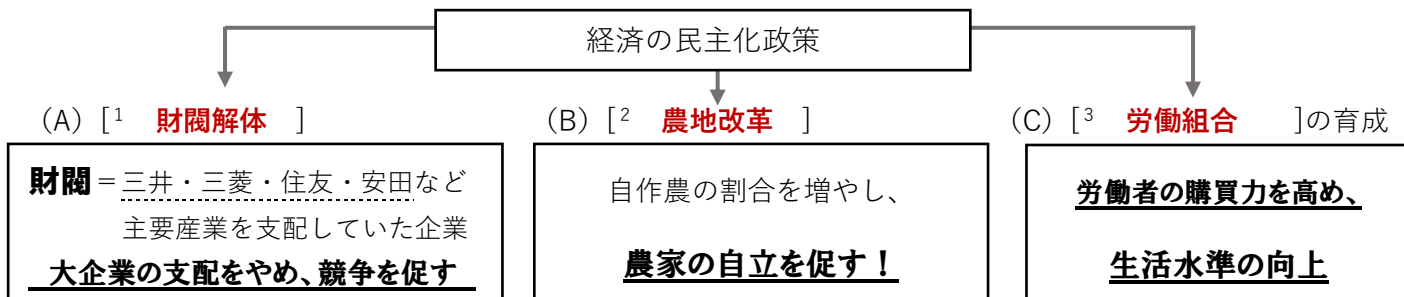 経済の民主化政策
(A) [¹ 財閥解体 ]
(B) [² 農地改革 ]
(C) [³ 労働組合 ]の育成
財閥=三井・三菱・住友・安田など
主要産業を支配していた企業
大企業の支配をやめ、競争を促す
自作農の割合を増やし、
農家の自立を促す!
労働者の購買力を高め、
生活水準の向上